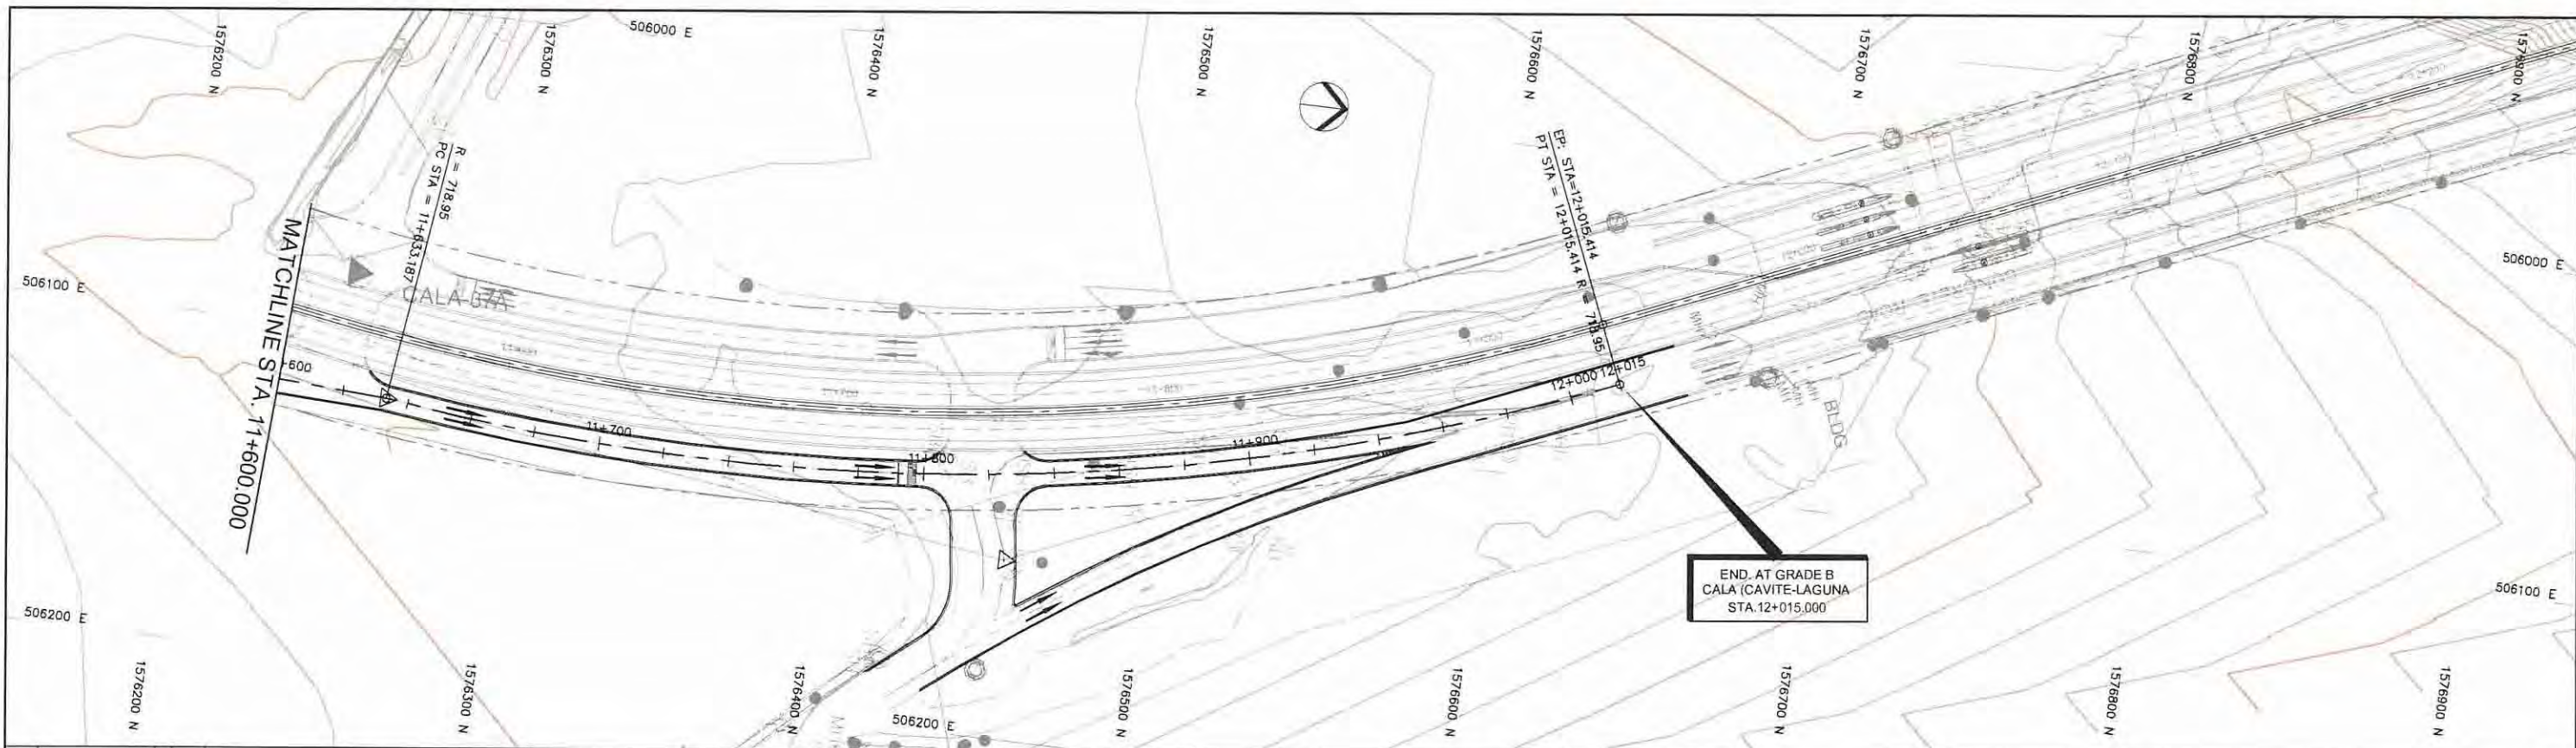 1576200 N
1576300 N
506000 E
1576400 N
1576500 N
1576600 N
1576700 N
1576800 N
1576900 N
R = 718.95
PC STA = 11+633.187
EP: STA=12+015.414
PT STA = 12+015.414 R = 718.95
MATCHLINE STA. 11+600.000
CALA-07A
506100 E
506000 E
+600
11+700
11+800
11+900
12+000 12+015
BLDG
END. AT GRADE B
CALA (CAVITE-LAGUNA
STA.12+015.000
506200 E
506100 E
1576200 N
1576300 N
1576400 N
506200 E
1576500 N
1576600 N
1576700 N
1576800 N
1576900 N